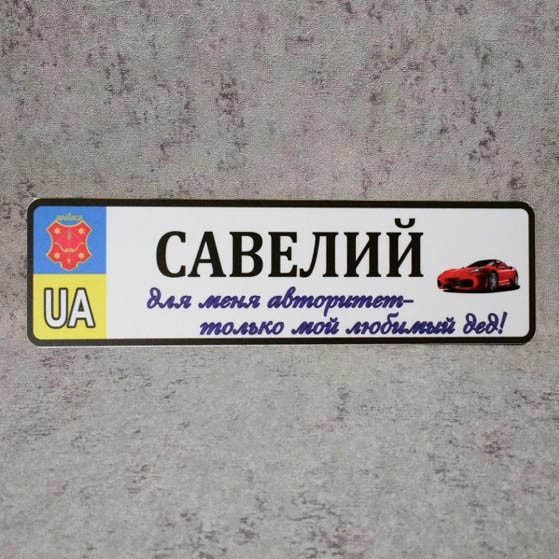 UA
САВЕЛИЙ
для меня авторитет–
только мой любимый дед!